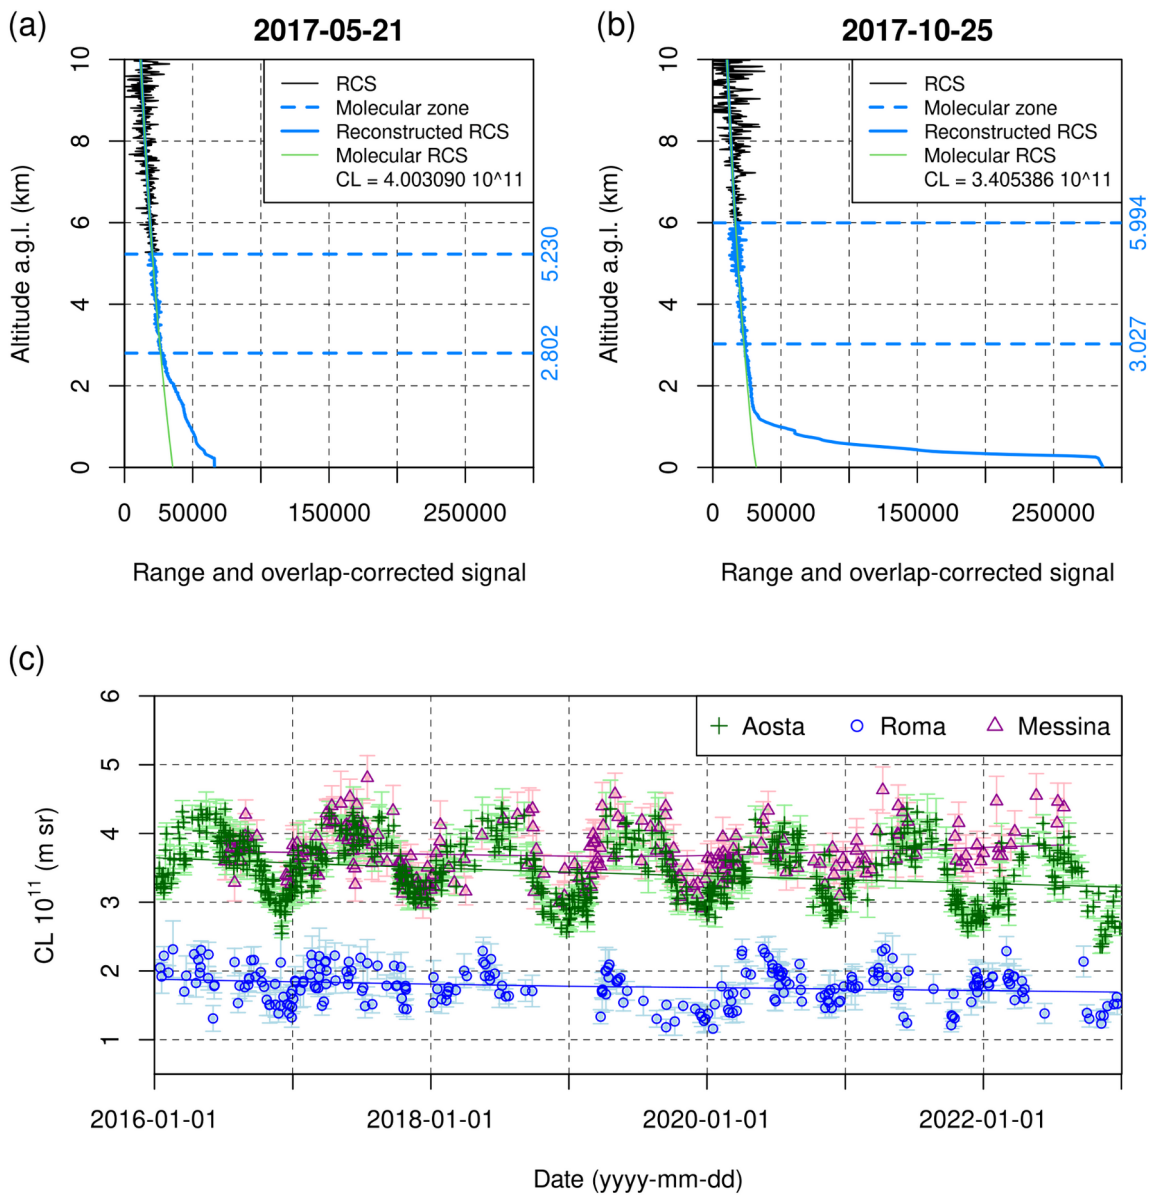 (a)
2017-05-21
10
8
6
4
2
0
Altitude a.g.l. (km)
RCS
Molecular zone
Reconstructed RCS
Molecular RCS
CL = 4.003090 10^11
5.230
2.802
0
50000
150000
250000
Range and overlap-corrected signal
(b)
2017-10-25
10
8
6
4
2
0
Altitude a.g.l. (km)
RCS
Molecular zone
Reconstructed RCS
Molecular RCS
CL = 3.405386 10^11
5.994
3.027
0
50000
150000
250000
Range and overlap-corrected signal
(c)
6
5
4
3
2
1
CL 10¹¹ (m sr)
Aosta
Roma
Messina
2016-01-01
2018-01-01
2020-01-01
2022-01-01
Date (yyyy-mm-dd)